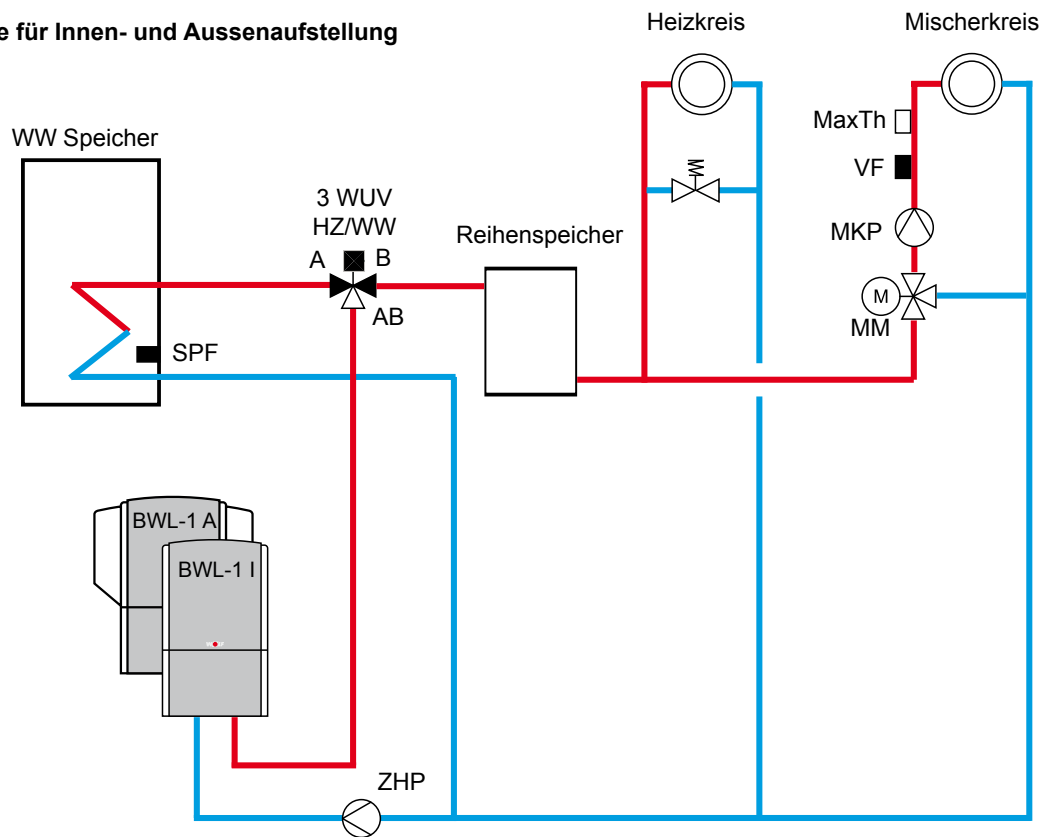 e für Innen- und Aussenaufstellung
Heizkreis
Mischerkreis
WW Speicher
MaxTh
VF
3 WUV
HZ/WW
A
B
AB
Reihenspeicher
MKP
M
MM
SPF
BWL-1 A
BWL-1 I
ZHP